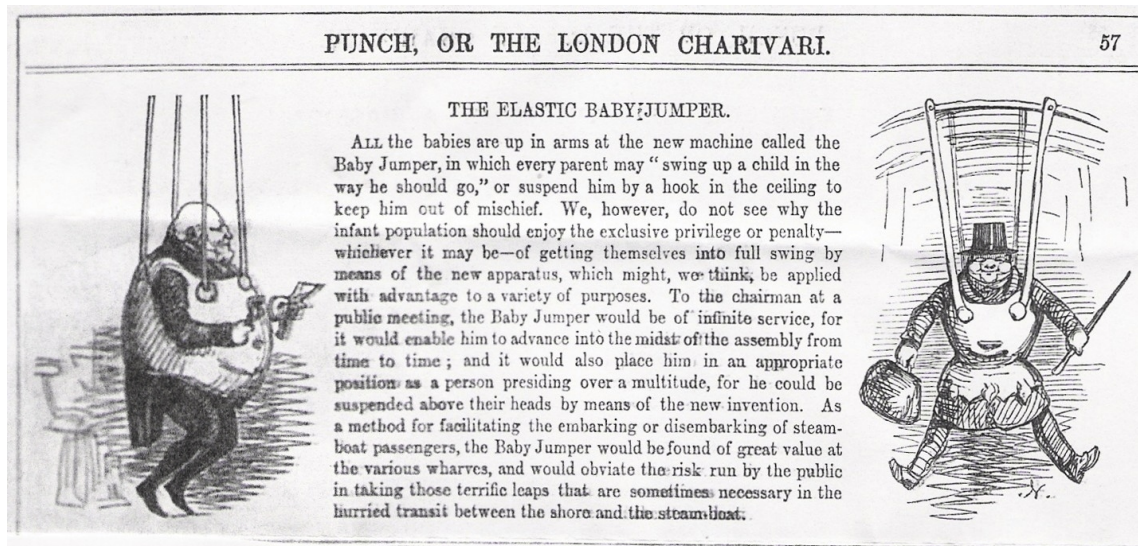 PUNCH, OR THE LONDON CHARIVARI.
57
THE ELASTIC BABY-JUMPER.
ALL the babies are up in arms at the new machine called the
Baby Jumper, in which every parent may “ swing up a child in the
way he should go,” or suspend him by a hook in the ceiling to
keep him out of mischief. We, however, do not see why the
infant population should enjoy the exclusive privilege or penalty—
whichever it may be—of getting themselves into full swing by
means of the new apparatus, which might, we think, be applied
with advantage to a variety of purposes. To the chairman at a
public meeting, the Baby Jumper would be of infinite service, for
it would enable him to advance into the midst of the assembly from
time to time ; and it would also place him in an appropriate
position as a person presiding over a multitude, for he could be
suspended above their heads by means of the new invention. As
a method for facilitating the embarking or disembarking of steam-
boat passengers, the Baby Jumper would be found of great value at
the various wharves, and would obviate the risk run by the public
in taking those terrific leaps that are sometimes necessary in the
hurried transit between the shore and the steam-boat.